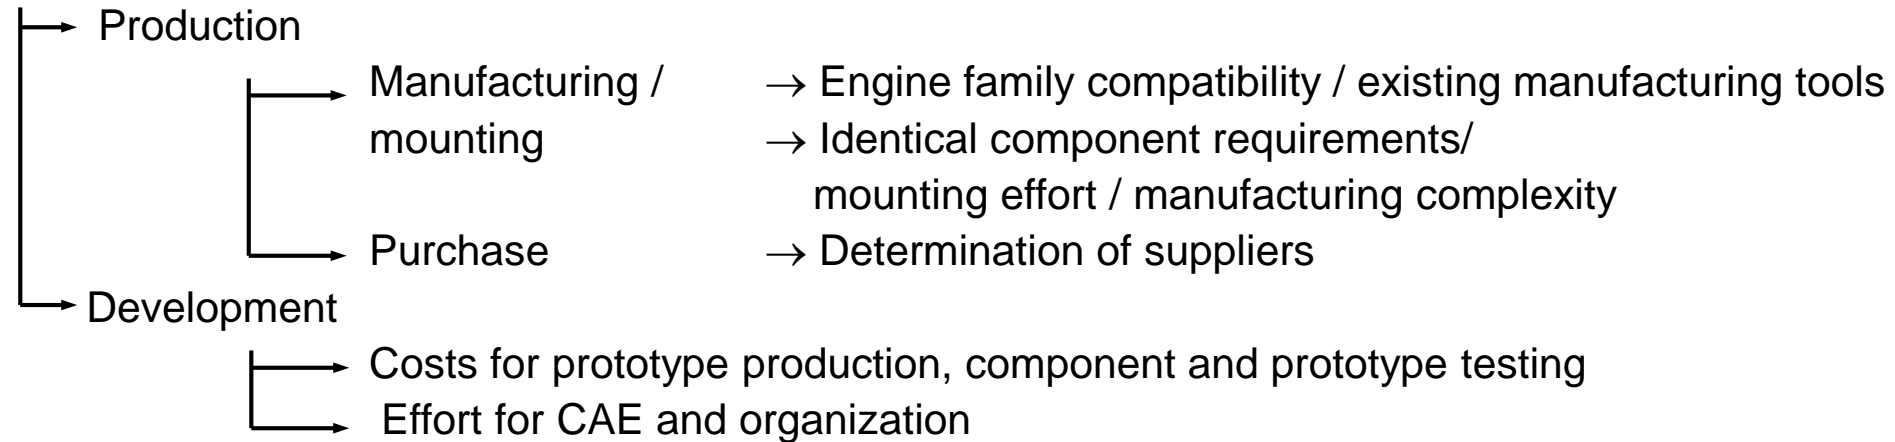 Production
Manufacturing / → Engine family compatibility / existing manufacturing tools
mounting → Identical component requirements/
mounting effort / manufacturing complexity
Purchase → Determination of suppliers
Development
Costs for prototype production, component and prototype testing
Effort for CAE and organization